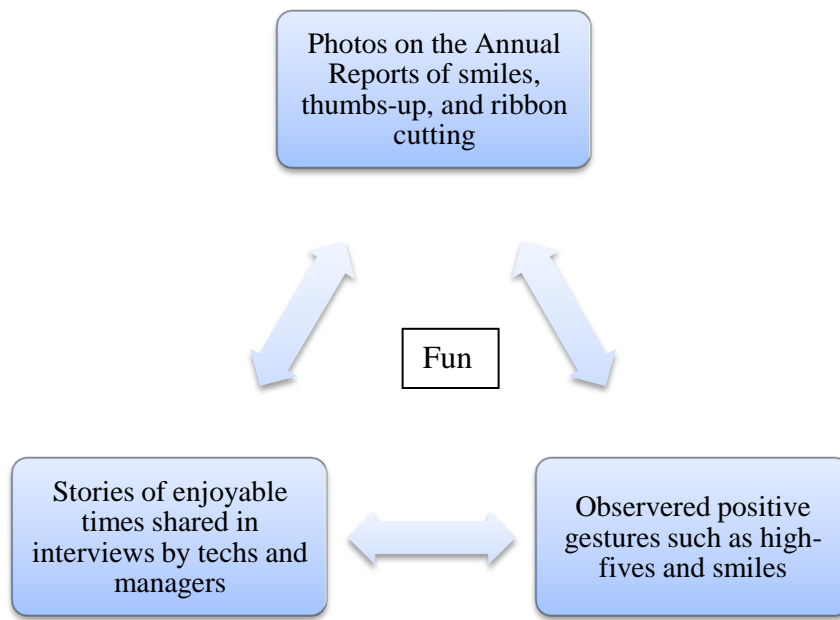 Photos on the Annual
Reports of smiles,
thumbs-up, and ribbon
cutting
Fun
Stories of enjoyable
times shared in
interviews by techs and
managers
Observered positive
gestures such as high-
fives and smiles